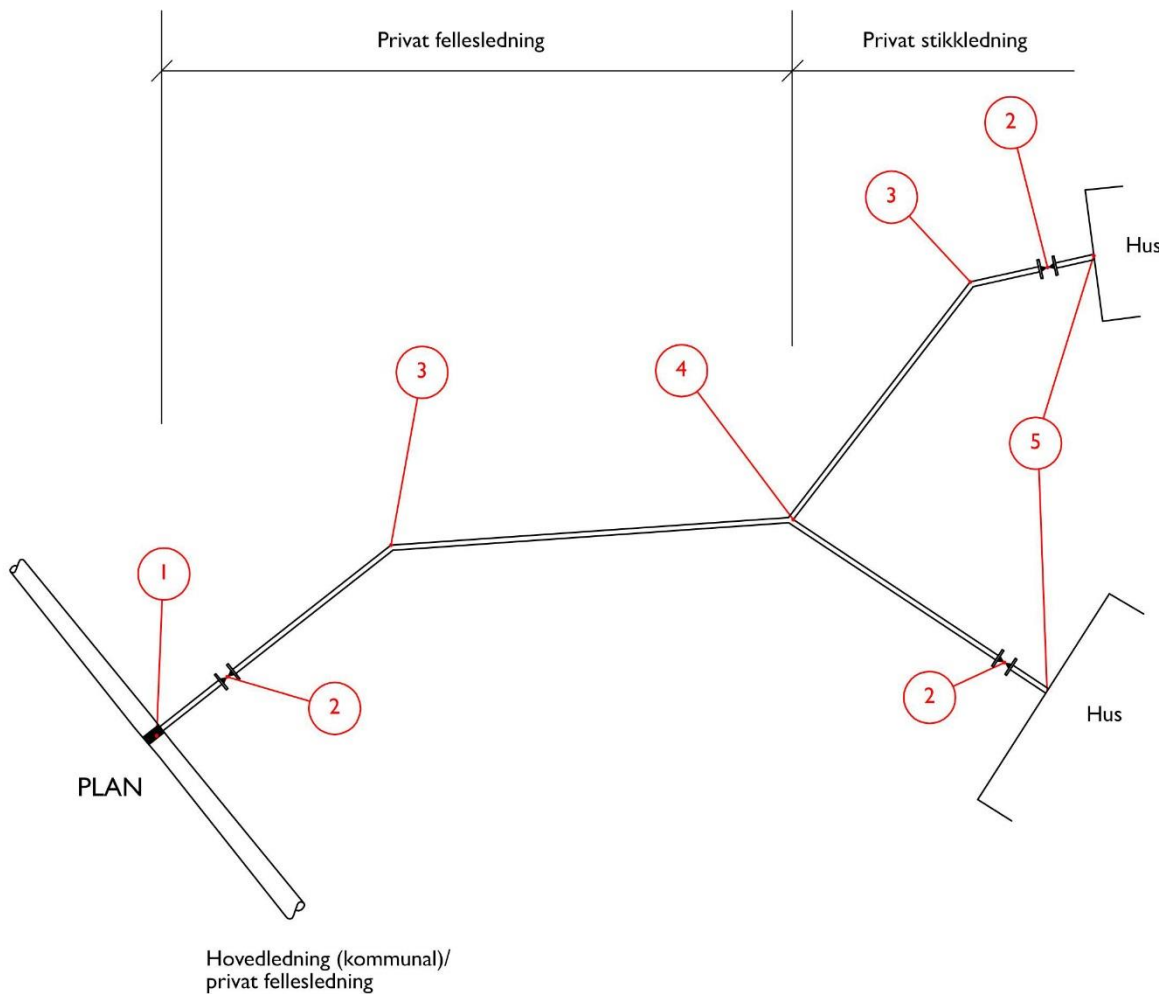 Privat fellesledning
Privat stikkledning
2
3
Hus
3
4
5
1
2
2
Hus
PLAN
Hovedledning (kommunal)/
privat fellesledning